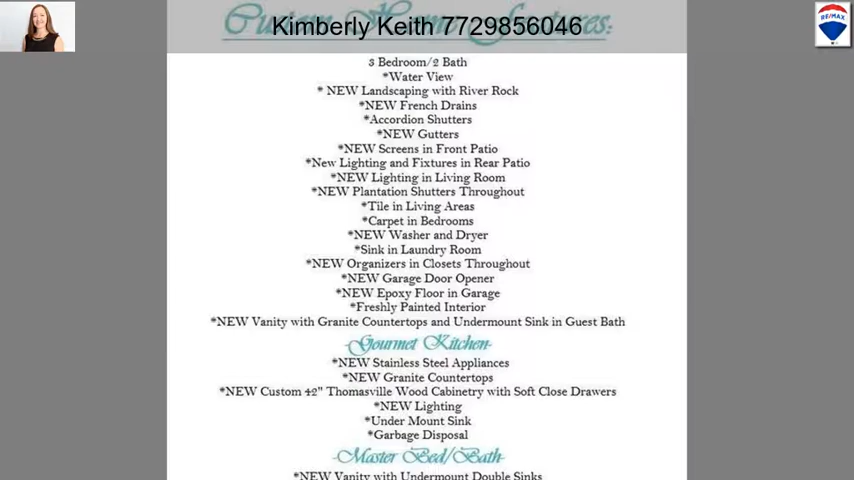 Custom Home Features:
Kimberly Keith 7729856046
RE/MAX
3 Bedroom/2 Bath
*Water View
* NEW Landscaping with River Rock
*NEW French Drains
*Accordion Shutters
*NEW Gutters
*NEW Screens in Front Patio
*New Lighting and Fixtures in Rear Patio
*NEW Lighting in Living Room
*NEW Plantation Shutters Throughout
*Tile in Living Areas
*Carpet in Bedrooms
*NEW Washer and Dryer
*Sink in Laundry Room
*NEW Organizers in Closets Throughout
*NEW Garage Door Opener
*NEW Epoxy Floor in Garage
*Freshly Painted Interior
*NEW Vanity with Granite Countertops and Undermount Sink in Guest Bath
-Gourmet Kitchen-
*NEW Stainless Steel Appliances
*NEW Granite Countertops
*NEW Custom 42" Thomasville Wood Cabinetry with Soft Close Drawers
*NEW Lighting
*Under Mount Sink
*Garbage Disposal
-Master Bed/Bath-
*NEW Vanity with Undermount Double Sinks